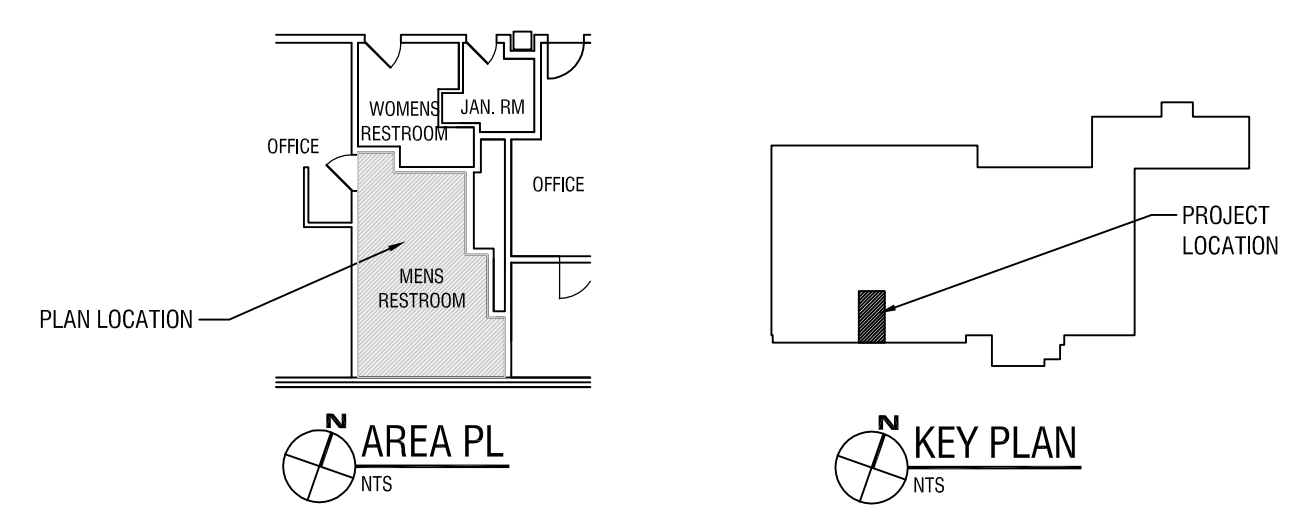 WOMENS
RESTROOM
JAN. RM
OFFICE
OFFICE
MENS
RESTROOM
PLAN LOCATION
N
AREA PL
NTS
PROJECT
LOCATION
N
KEY PLAN
NTS